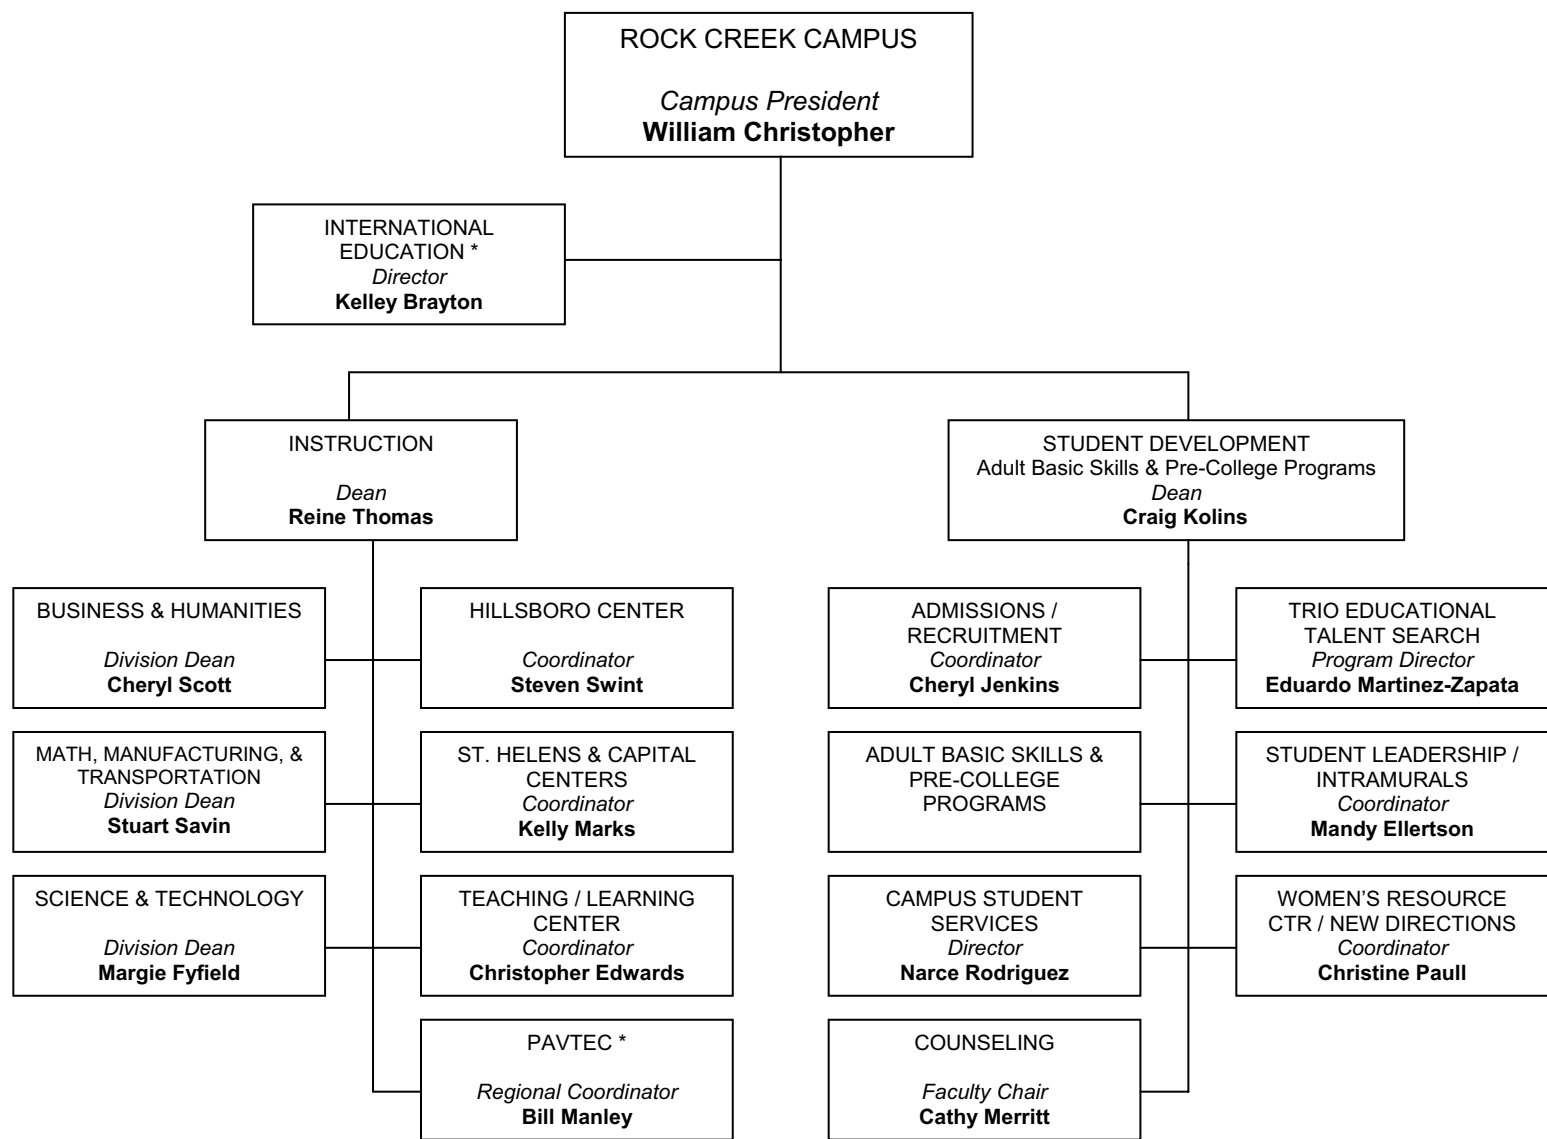 ROCK CREEK CAMPUS
Campus President
William Christopher
INTERNATIONAL
EDUCATION *
Director
Kelley Brayton
INSTRUCTION
Dean
Reine Thomas
STUDENT DEVELOPMENT
Adult Basic Skills & Pre-College Programs
Dean
Craig Kolins
BUSINESS & HUMANITIES
Division Dean
Cheryl Scott
HILLSBORO CENTER
Coordinator
Steven Swint
ADMISSIONS /
RECRUITMENT
Coordinator
Cheryl Jenkins
TRIO EDUCATIONAL
TALENT SEARCH
Program Director
Eduardo Martinez-Zapata
MATH, MANUFACTURING, &
TRANSPORTATION
Division Dean
Stuart Savin
ST. HELENS & CAPITAL
CENTERS
Coordinator
Kelly Marks
ADULT BASIC SKILLS &
PRE-COLLEGE
PROGRAMS
STUDENT LEADERSHIP /
INTRAMURALS
Coordinator
Mandy Ellertson
SCIENCE & TECHNOLOGY
Division Dean
Margie Fyfield
TEACHING / LEARNING
CENTER
Coordinator
Christopher Edwards
CAMPUS STUDENT
SERVICES
Director
Narce Rodriguez
WOMEN’S RESOURCE
CTR / NEW DIRECTIONS
Coordinator
Christine Paull
PAVTEC *
Regional Coordinator
Bill Manley
COUNSELING
Faculty Chair
Cathy Merritt